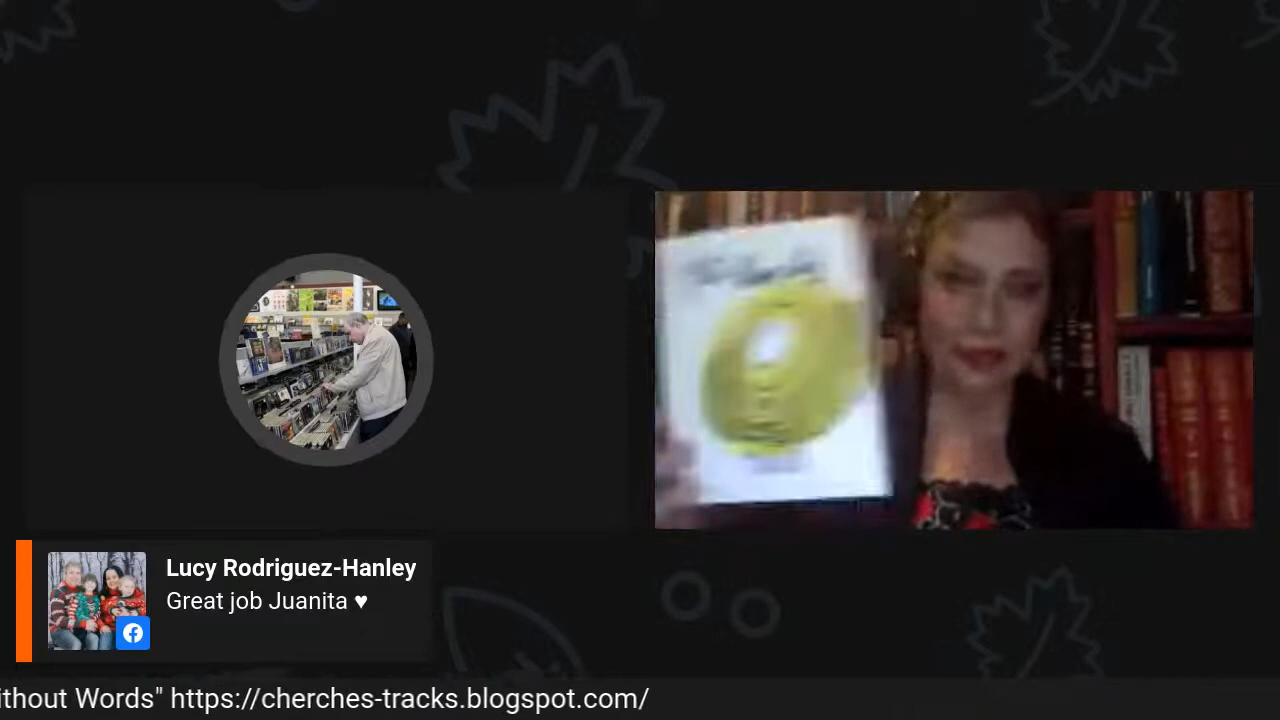 Lucy Rodriguez-Hanley
Great job Juanita ♥
ithout Words" https://cherches-tracks.blogspot.com/